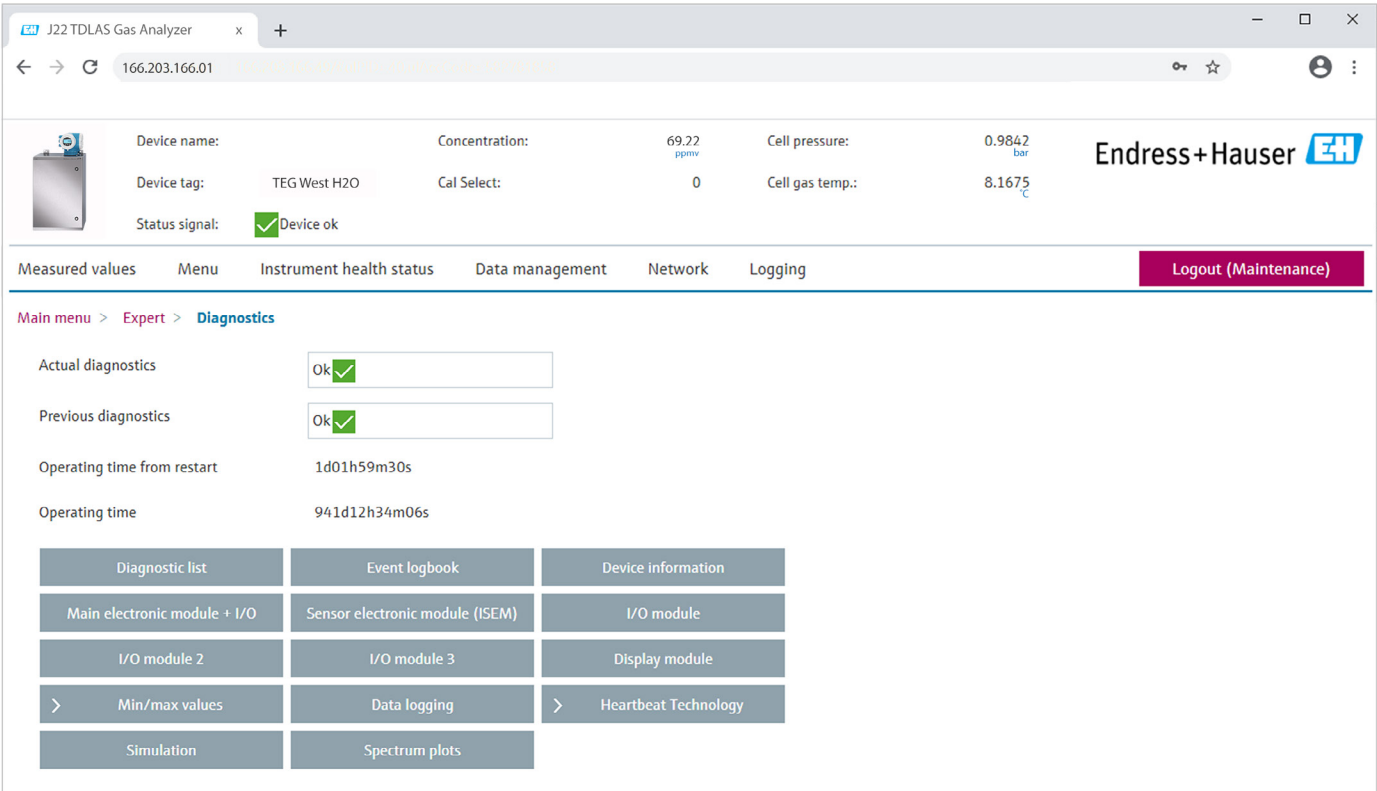 J22 TDLAS Gas Analyzer x +
166.203.166.01
Device name: Concentration: 69.22 ppmv Cell pressure: 0.9842 bar
Endress+Hauser EH
Device tag: TEG West H2O Cal Select: 0 Cell gas temp.: 8.1675 °C
Status signal: Device ok
Measured values Menu Instrument health status Data management Network Logging Logout (Maintenance)
Main menu > Expert > Diagnostics
Actual diagnostics Ok
Previous diagnostics Ok
Operating time from restart 1d01h59m30s
Operating time 941d12h34m06s
Diagnostic list Event logbook Device information
Main electronic module + I/O Sensor electronic module (ISEM) I/O module
I/O module 2 I/O module 3 Display module
> Min/max values Data logging > Heartbeat Technology
Simulation Spectrum plots